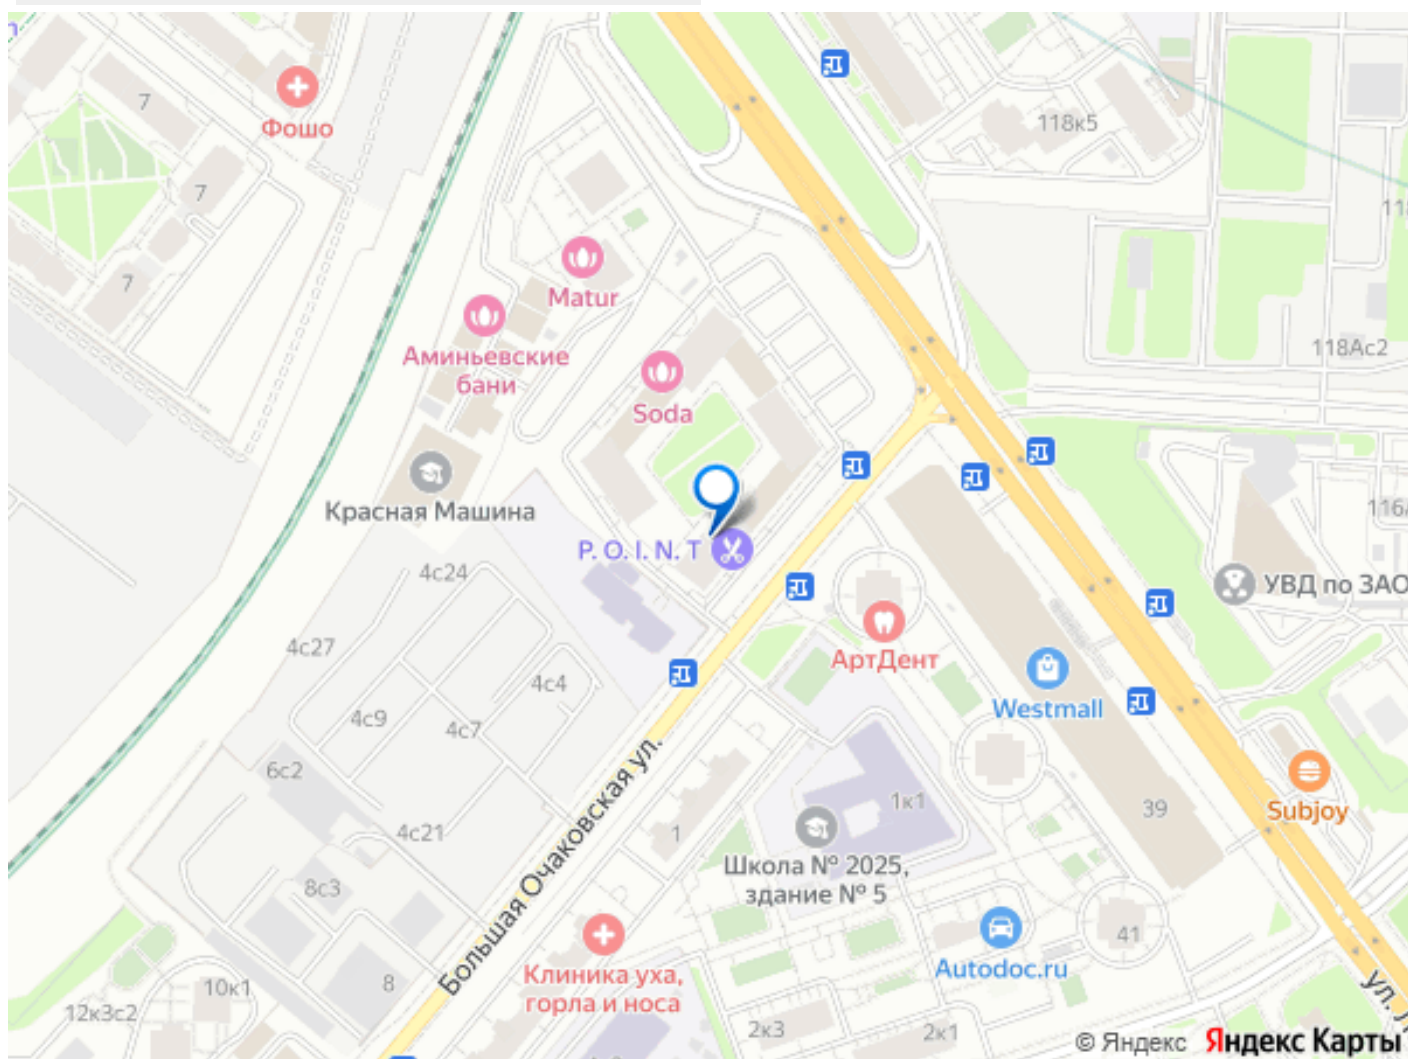 7
Фошо
118к5
7
7
Matur
Аминьевские
бани
118Ас2
Soda
Красная Машина
P. O. I. N. T
4с24
УВД по ЗАО
4с27
АртДент
4с4
Westmall
4с9
4с7
6с2
1к1
39
Subjoy
4с21
1
Школа № 2025,
здание № 5
8с3
Большая Очаковская ул.
41
Autodoc.ru
Клиника уха,
горла и носа
8
10к1
12к3с2
2к3
2к1
ул.
© Яндекс Яндекс Карты